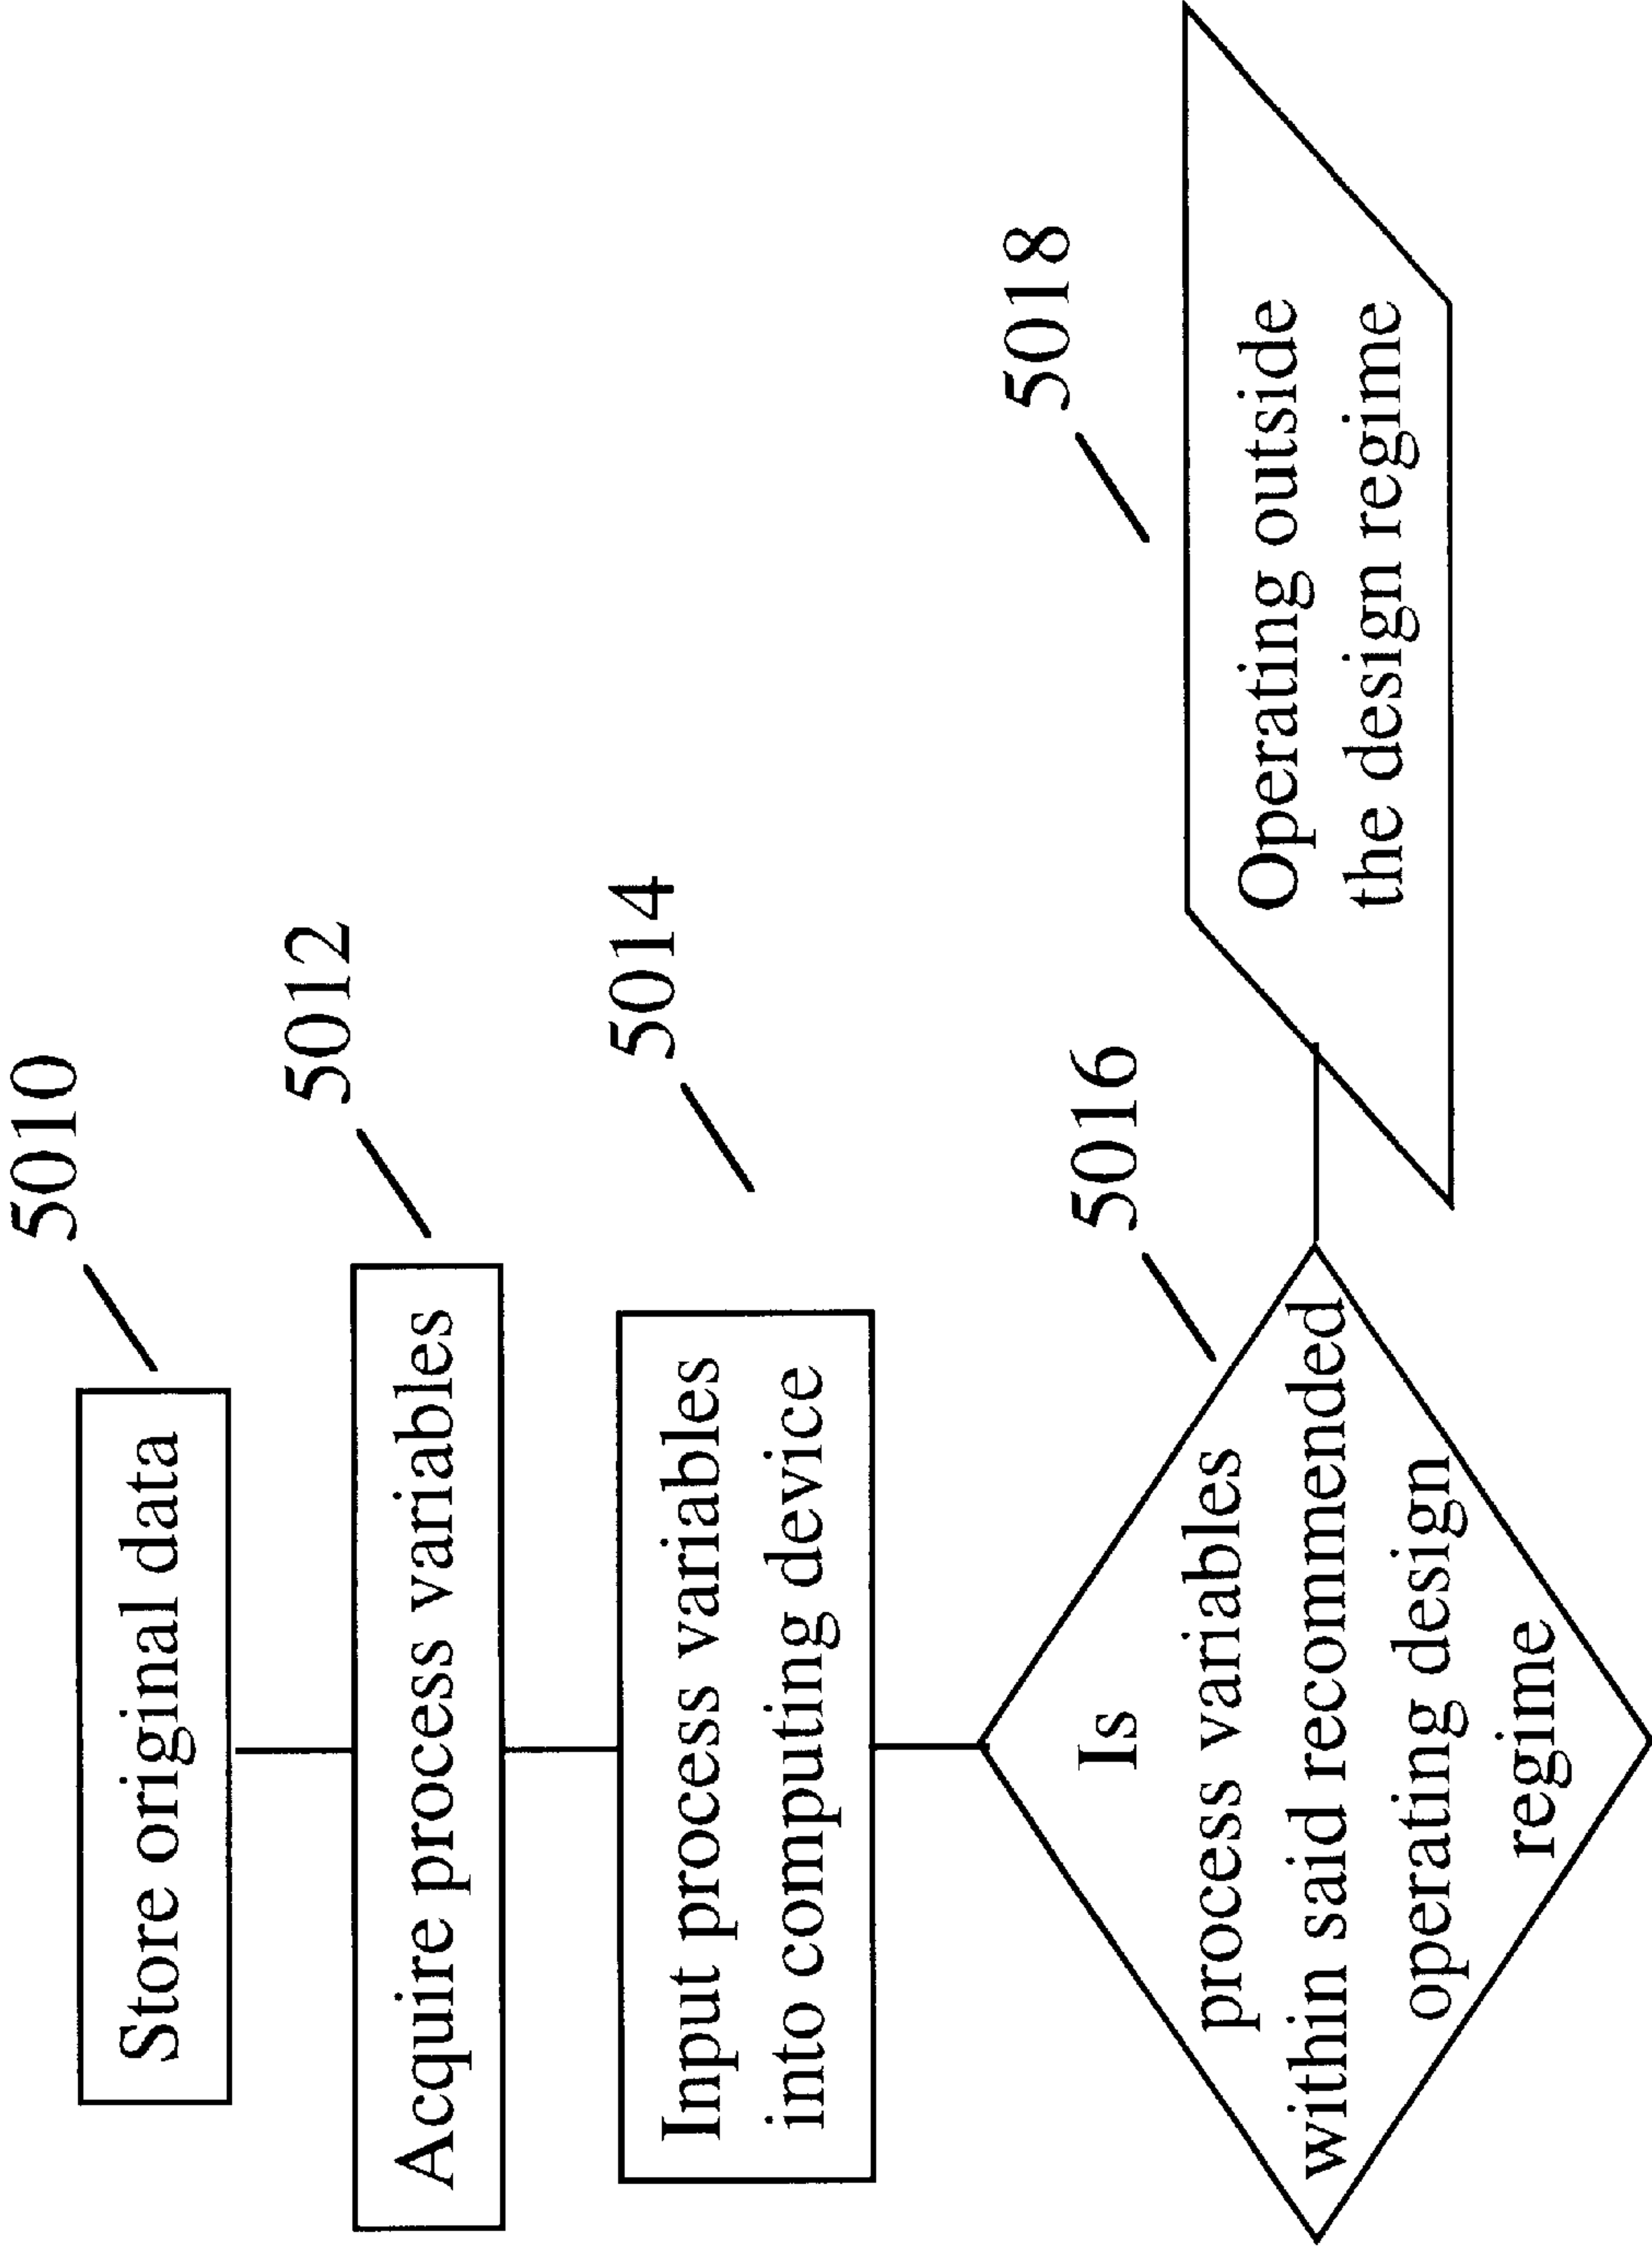 5010
Store original data
5012
Acquire process variables
5014
Input process variables
into computing device
5016
Is
process variables
within said recommended
operating design
regime
5018
Operating outside
the design regime